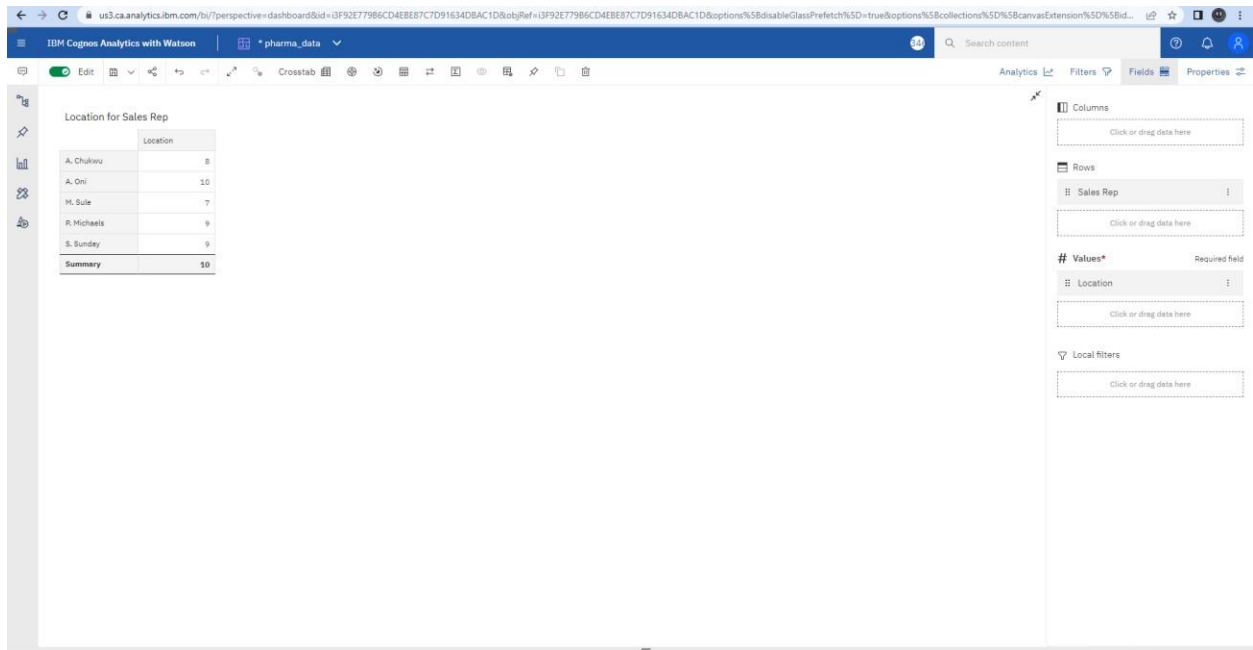 us3.ca.analytics.ibm.com/bi/?perspective=dashboard&id=i3F92E779B6CD4EBE87C7D91634DBAC1D&objRef=i3F92E779B6CD4EBE87C7D91634DBAC1D&options%5BdisableGlassPrefetch%5D=true&options%5Bcollections%5D%5BcanvasExtension%5D%5Bid...
IBM Cognos Analytics with Watson * pharma_data Search content
Edit Crosstab Analytics Filters Fields Properties
Location for Sales Rep
Location
A. Chukwu 8
A. Oni 10
M. Sule 7
P. Michaels 9
S. Sunday 9
Summary 10
Columns
Click or drag data here
Rows
Sales Rep
Click or drag data here
# Values* Required field
Location
Click or drag data here
Local filters
Click or drag data here